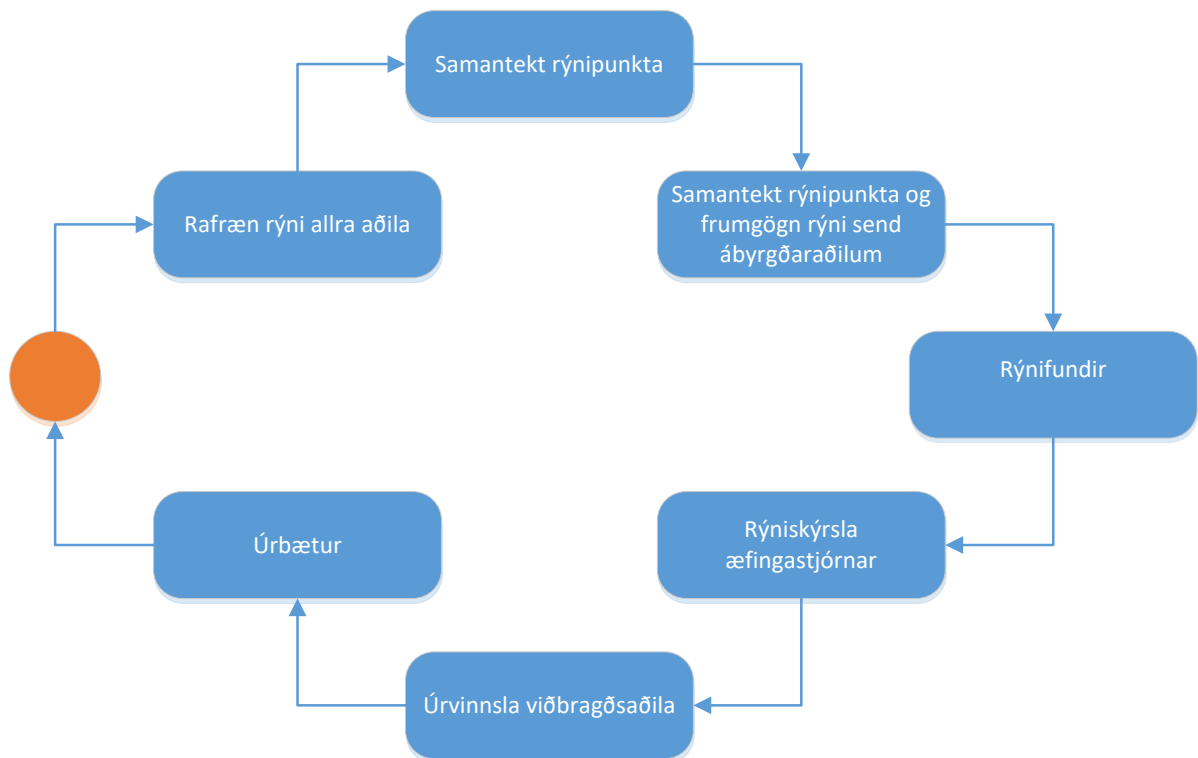 Samantekt rýnipunkta
Rafræn rýni allra aðila
Samantekt rýnipunkta og
frumgögn rýni send
ábyrgðaraðilum
Rýnifundir
Rýniskýrsla
æfingastjórnar
Úrbætur
Úrvinnsla viðbragðsaðila